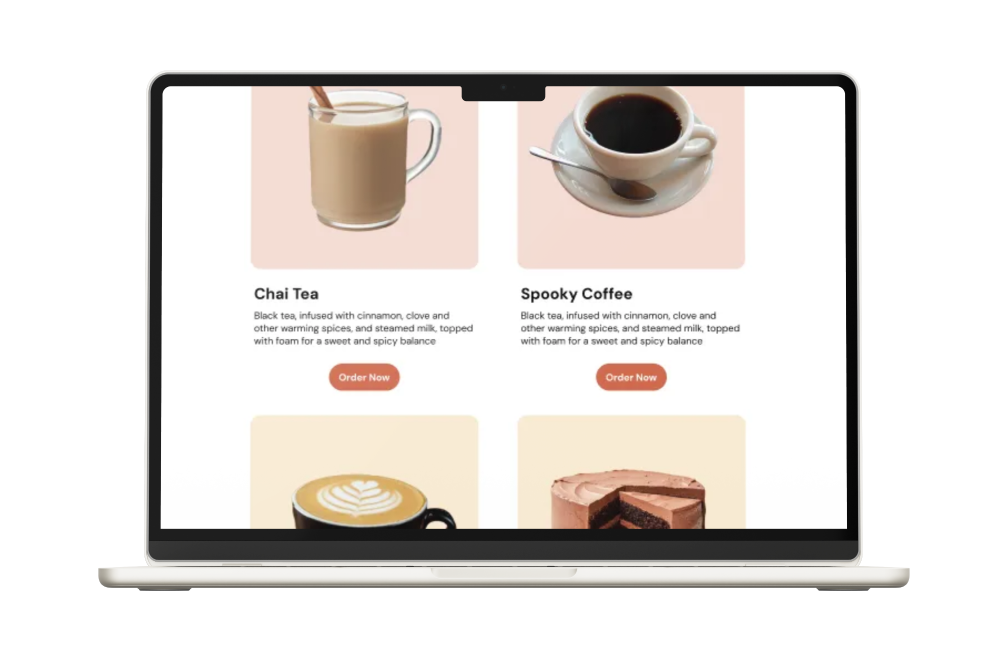 Chai Tea
Black tea, infused with cinnamon, clove and
other warming spices, and steamed milk, topped
with foam for a sweet and spicy balance
Order Now
Spooky Coffee
Black tea, infused with cinnamon, clove and
other warming spices, and steamed milk, topped
with foam for a sweet and spicy balance
Order Now